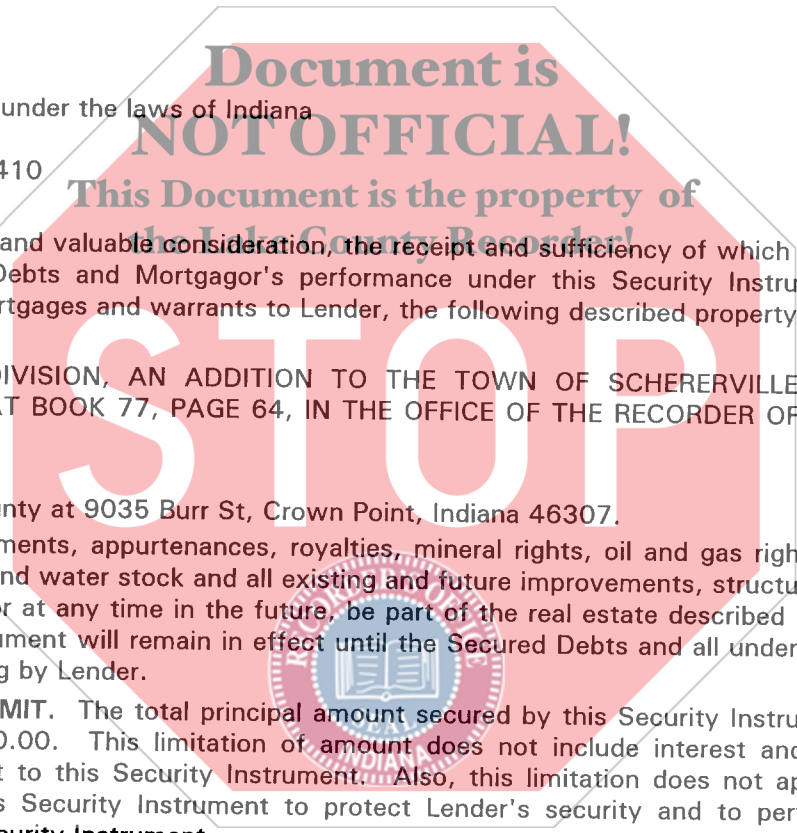 Document is
under the laws of Indiana
NOT OFFICIAL!
410
This Document is the property of
the Lake County Recorder!
and valuable consideration, the receipt and sufficiency of which
Debts and Mortgagor's performance under this Security Instru
rtgages and warrants to Lender, the following described property
STOP
DIVISION, AN ADDITION TO THE TOWN OF SCHERERVILLE
AT BOOK 77, PAGE 64, IN THE OFFICE OF THE RECORDER OF
unty at 9035 Burr St, Crown Point, Indiana 46307.
ments, appurtenances, royalties, mineral rights, oil and gas righ
nd water stock and all existing and future improvements, structu
or at any time in the future, be part of the real estate described
ument will remain in effect until the Secured Debts and all under
g by Lender.
RECORDER'S OFFICE
SEAL
INDIANA
MIT. The total principal amount secured by this Security Instru
0.00. This limitation of amount does not include interest and
t to this Security Instrument. Also, this limitation does not ap
s Security Instrument to protect Lender's security and to per
curity Instrument